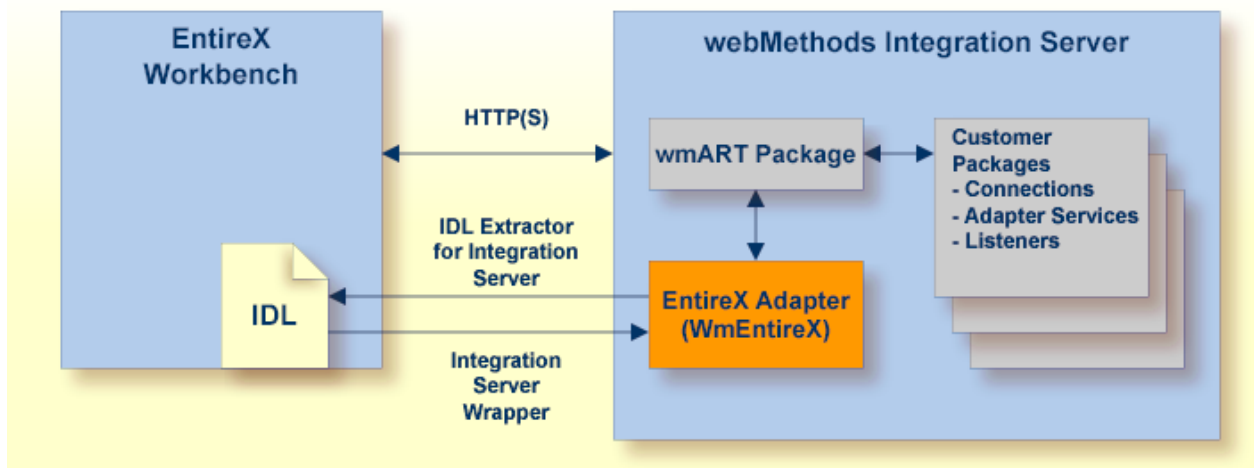 EntireX
Workbench
webMethods Integration Server
HTTP(S)
wmART Package
Customer
Packages
- Connections
- Adapter Services
- Listeners
IDL Extractor
for Integration
Server
IDL
EntireX Adapter
(WmEntireX)
Integration
Server
Wrapper